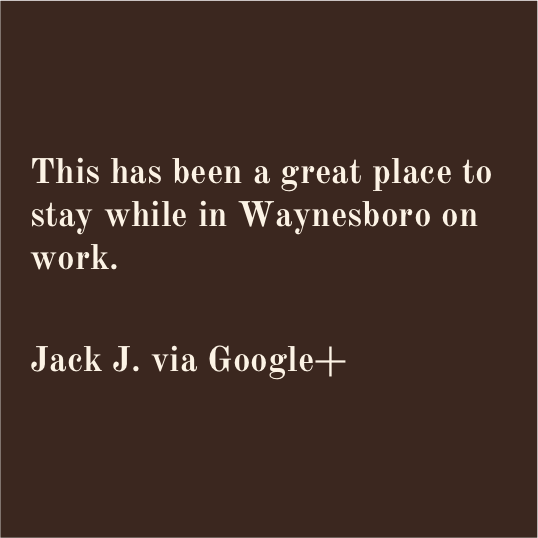 This has been a great place to
stay while in Waynesboro on
work.
Jack J. via Google+